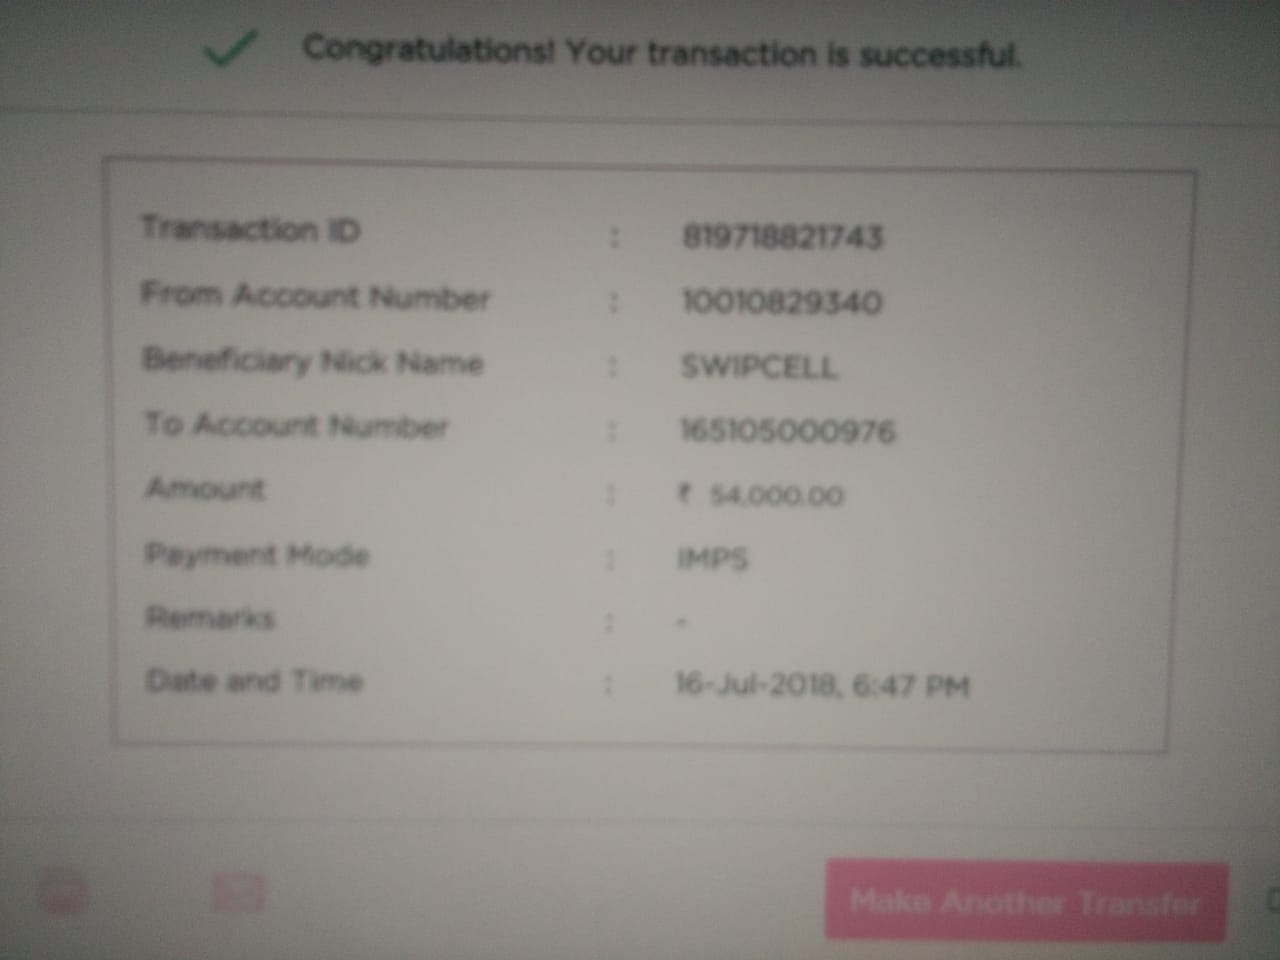 Congratulations! Your transaction is successful.
Transaction ID : 819718821743
From Account Number : 10010829340
Beneficiary Nick Name : SWIPCELL
To Account Number : 165105000976
Amount : ₹ 54,000.00
Payment Mode : IMPS
Remarks : -
Date and Time : 16-Jul-2018, 6:47 PM
Make Another Transfer